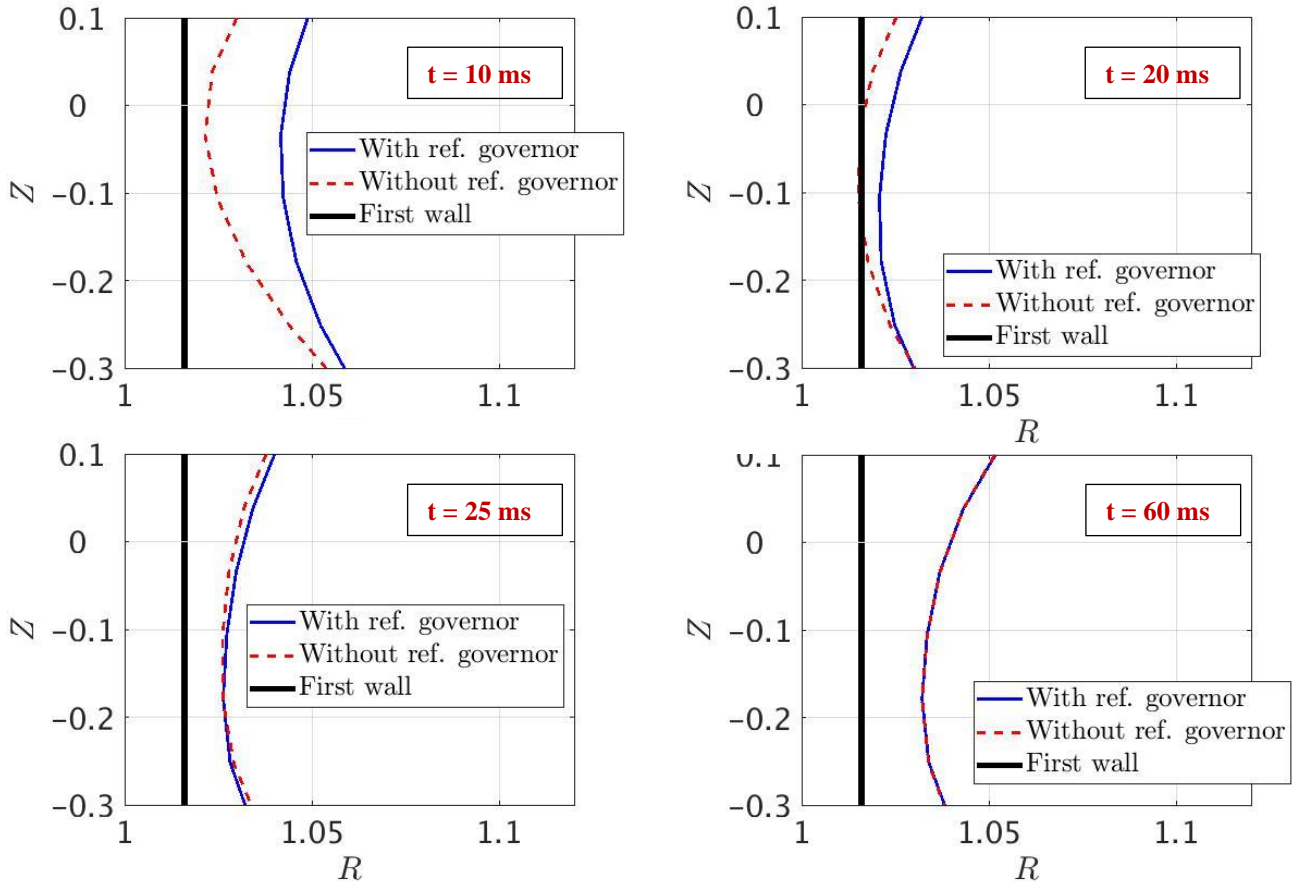 0.1
t = 10 ms
0
With ref. governor
Without ref. governor
First wall
Z
−0.1
−0.2
−0.3
1
1.05
1.1
0.1
t = 20 ms
0
Z
−0.1
−0.2
With ref. governor
Without ref. governor
First wall
−0.3
1
1.05
1.1
R
0.1
t = 25 ms
0
With ref. governor
Without ref. governor
First wall
Z
−0.1
−0.2
−0.3
1
1.05
1.1
R
0.1
t = 60 ms
0
Z
−0.1
−0.2
With ref. governor
Without ref. governor
First wall
−0.3
1
1.05
1.1
R